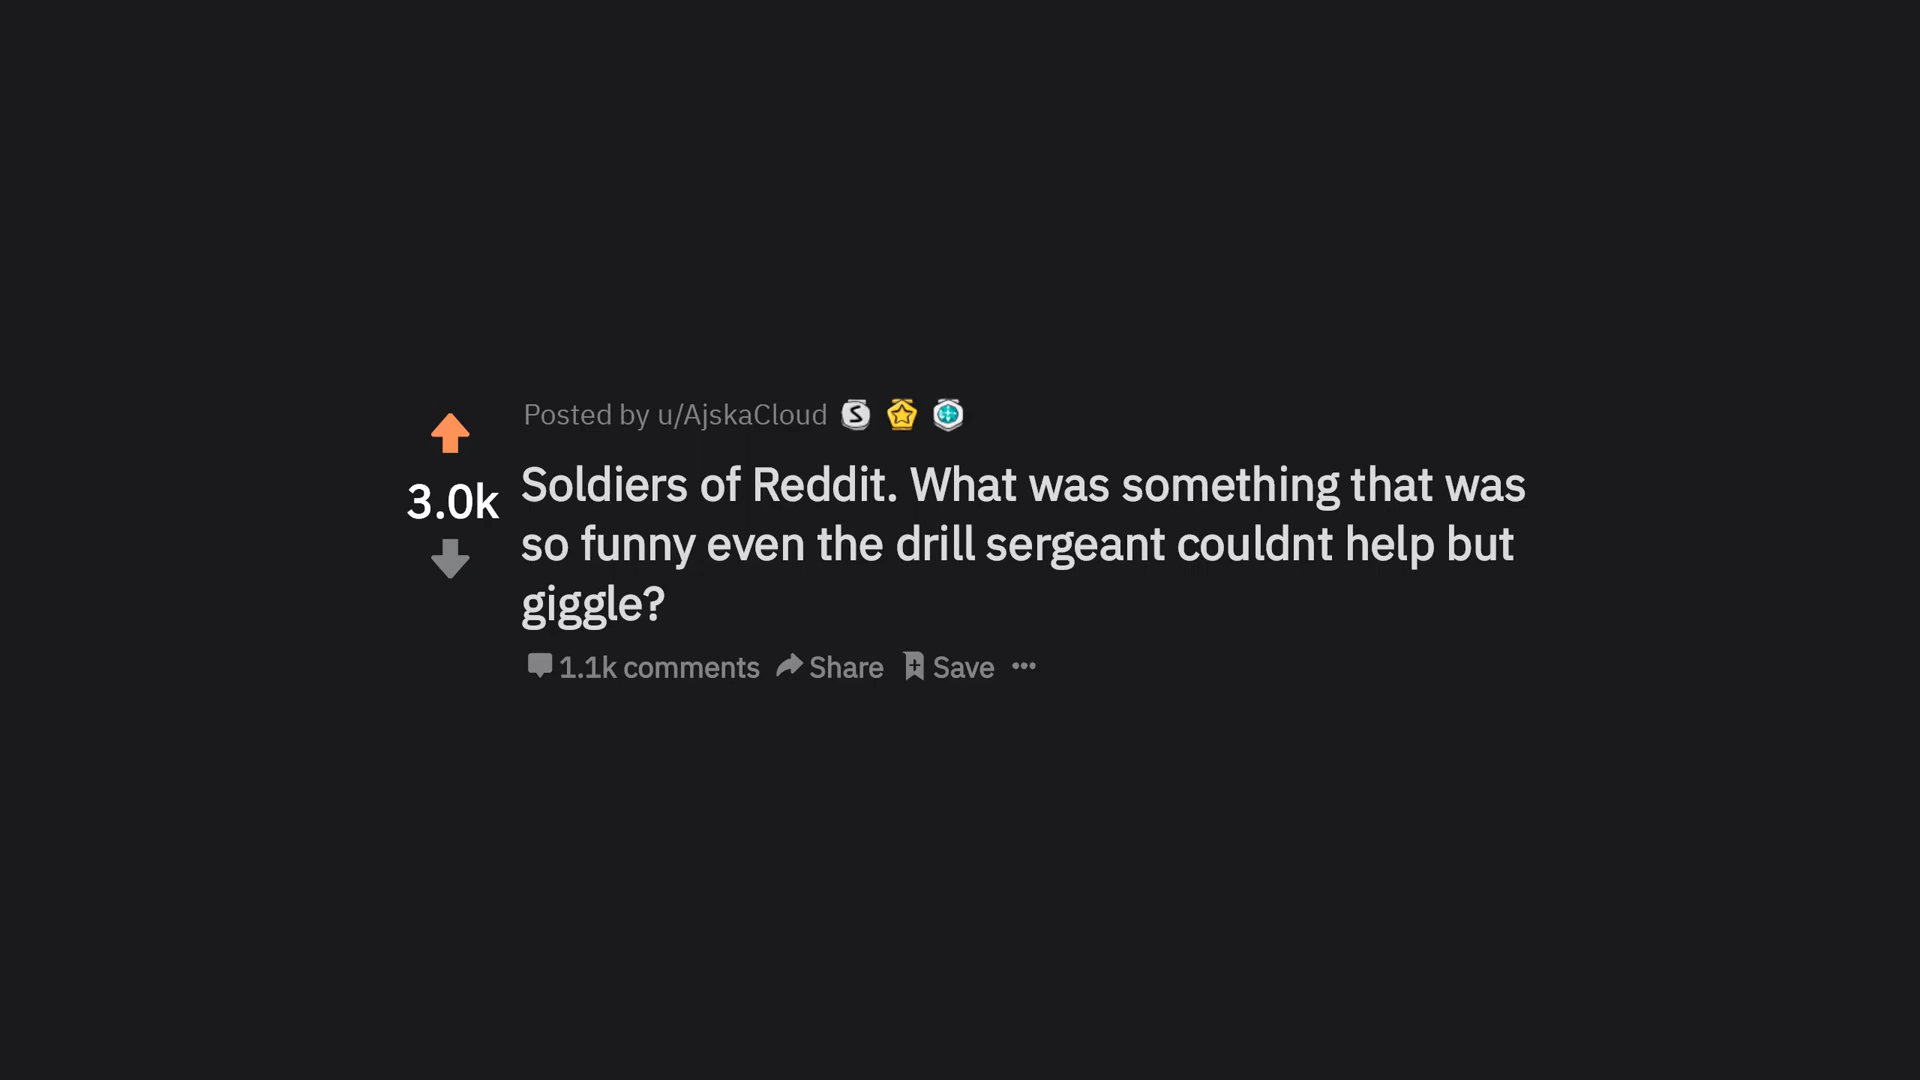 Posted by u/AjskaCloud
3.0k
Soldiers of Reddit. What was something that was
so funny even the drill sergeant couldnt help but
giggle?
1.1k comments Share Save